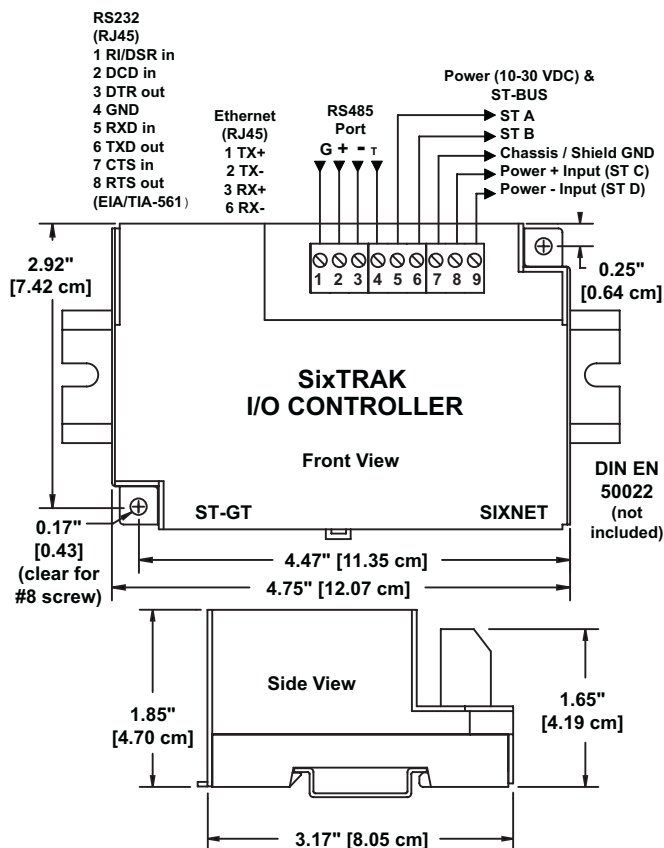 RS232
(RJ45)
1 RI/DSR in
2 DCD in
3 DTR out
4 GND
5 RXD in
6 TXD out
7 CTS in
8 RTS out
(EIA/TIA-561)
Ethernet
(RJ45)
1 TX+
2 TX-
3 RX+
6 RX-
RS485
Port
G + - T
Power (10-30 VDC) &
ST-BUS
ST A
ST B
Chassis / Shield GND
Power + Input (ST C)
Power - Input (ST D)
1 2 3 4 5 6 7 8 9
2.92"
[7.42 cm]
0.25"
[0.64 cm]
SixTRAK
I/O CONTROLLER
Front View
ST-GT
SIXNET
DIN EN
50022
(not
included)
0.17"
[0.43]
(clear for
#8 screw)
4.47" [11.35 cm]
4.75" [12.07 cm]
Side View
1.85"
[4.70 cm]
1.65"
[4.19 cm]
3.17" [8.05 cm]